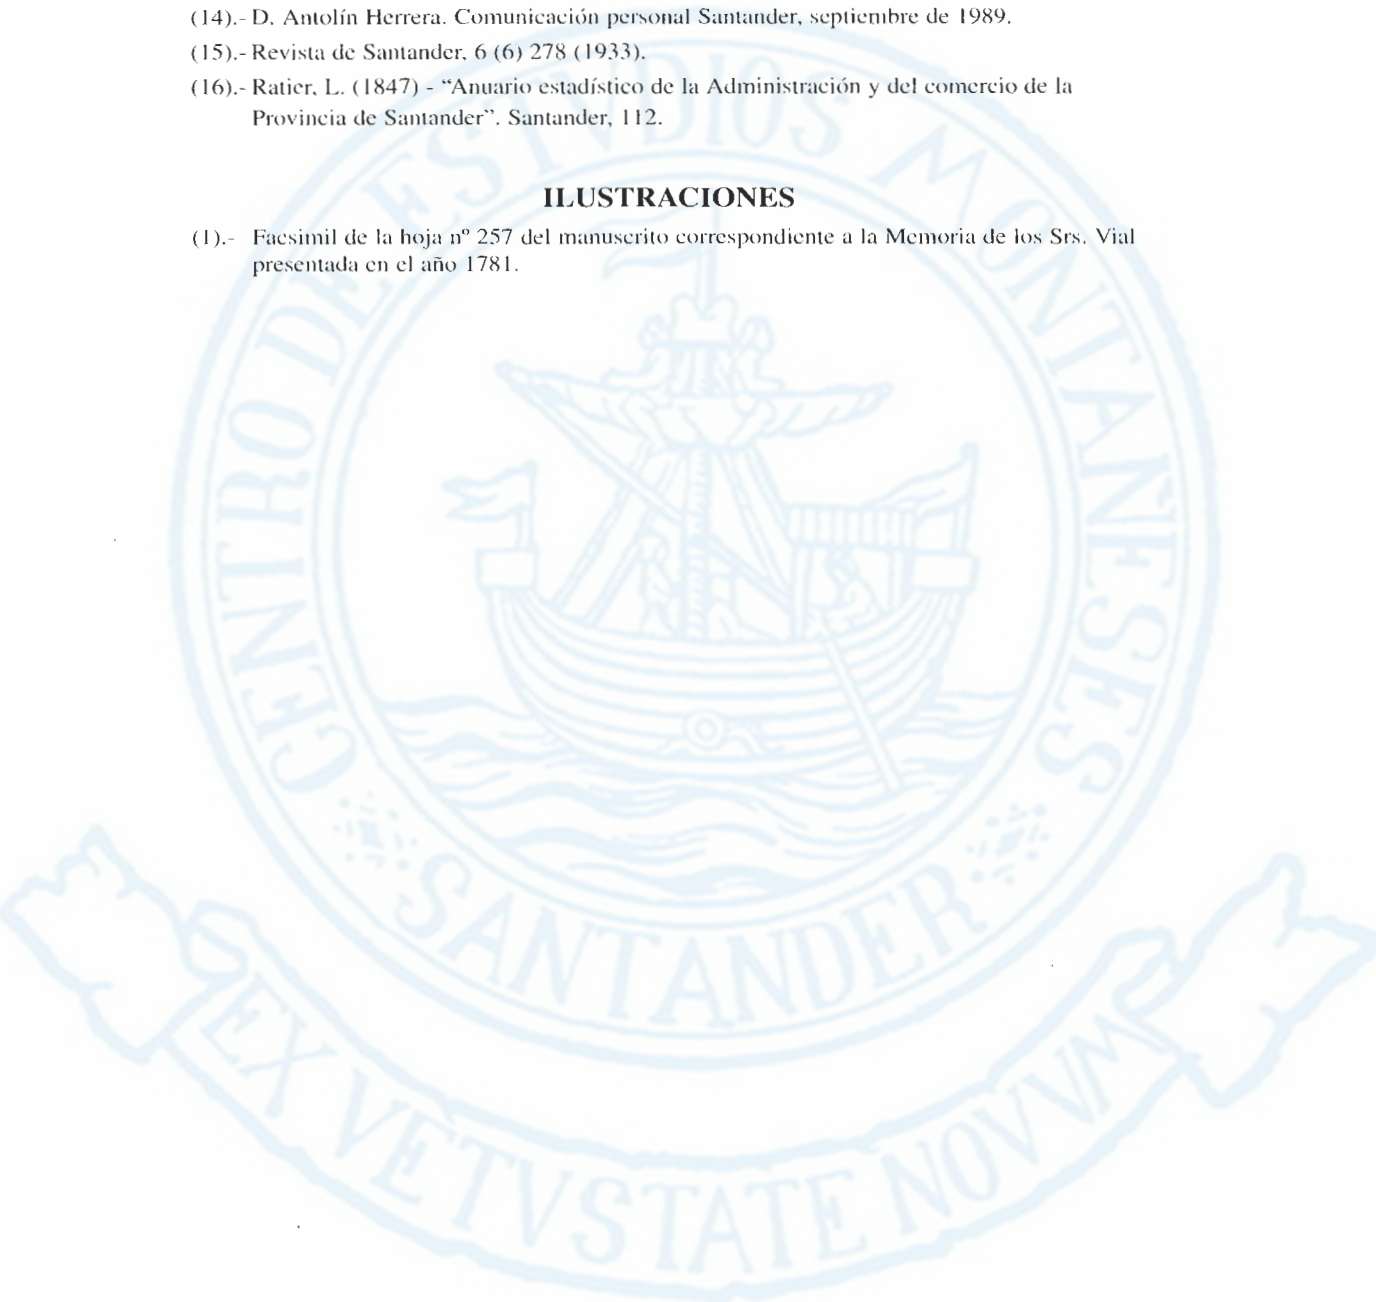 (14).- D. Antolín Herrera. Comunicación personal Santander, septiembre de 1989.
(15).- Revista de Santander, 6 (6) 278 (1933).
(16).- Ratier, L. (1847) - “Anuario estadístico de la Administración y del comercio de la
Provincia de Santander”. Santander, 112.
ILUSTRACIONES
(1).- Facsimil de la hoja nº 257 del manuscrito correspondiente a la Memoria de los Srs. Vial
presentada en el año 1781.
CENTRO DE ESTVDIOS MONTAÑESES
SANTANDER
EX VETVSTATE NOVVM